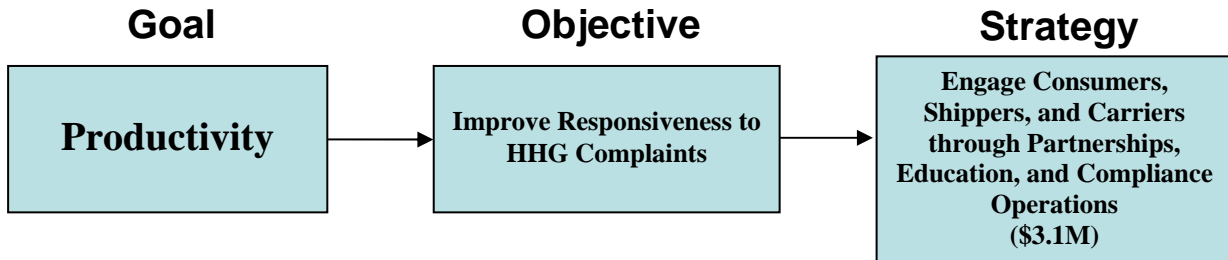 Goal
Objective
Strategy
Productivity
Improve Responsiveness to
HHG Complaints
Engage Consumers,
Shippers, and Carriers
through Partnerships,
Education, and Compliance
Operations
($3.1M)